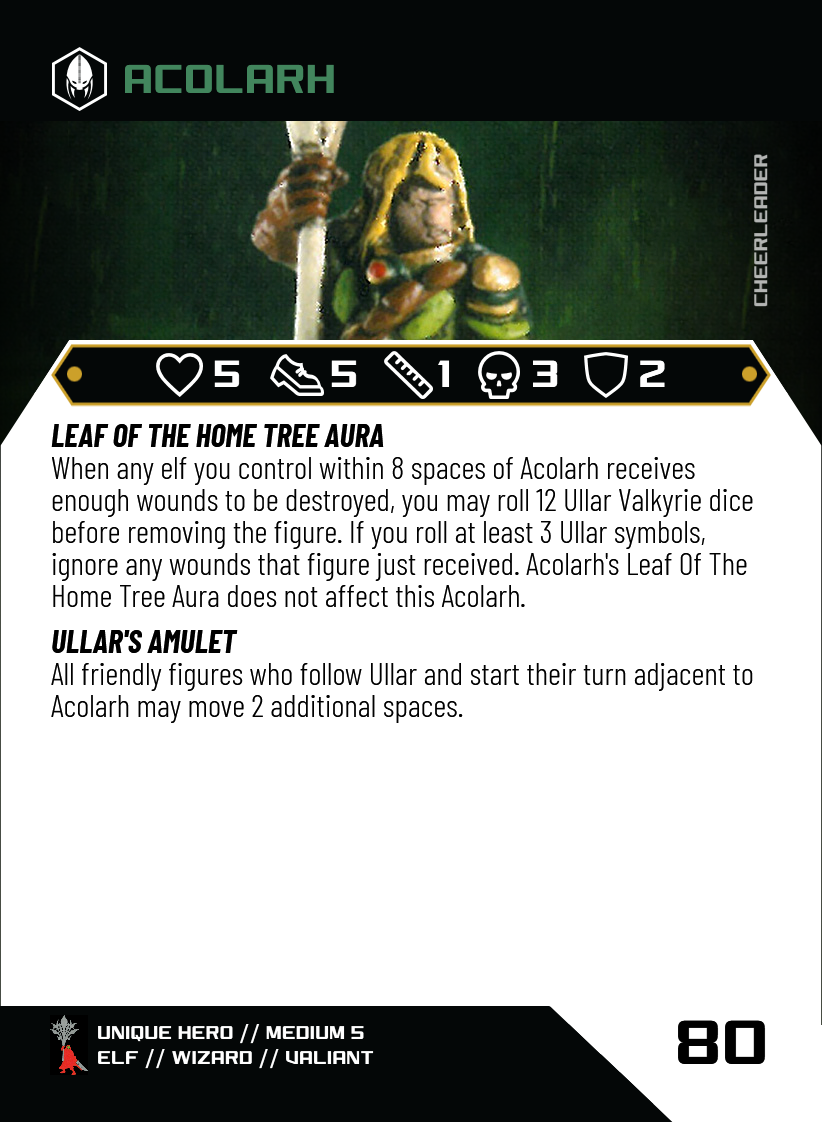 ACOLARH
CHEERLEADER
5 5 1 3 2
LEAF OF THE HOME TREE AURA
When any elf you control within 8 spaces of Acolarh receives
enough wounds to be destroyed, you may roll 12 Ullar Valkyrie dice
before removing the figure. If you roll at least 3 Ullar symbols,
ignore any wounds that figure just received. Acolarh's Leaf Of The
Home Tree Aura does not affect this Acolarh.
ULLAR'S AMULET
All friendly figures who follow Ullar and start their turn adjacent to
Acolarh may move 2 additional spaces.
UNIQUE HERO // MEDIUM 5
ELF // WIZARD // VALIANT
80